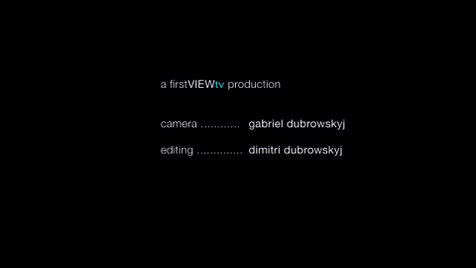 a firstVIEWtv production
camera ............ gabriel dubrowskyj
editing .............. dimitri dubrowskyj